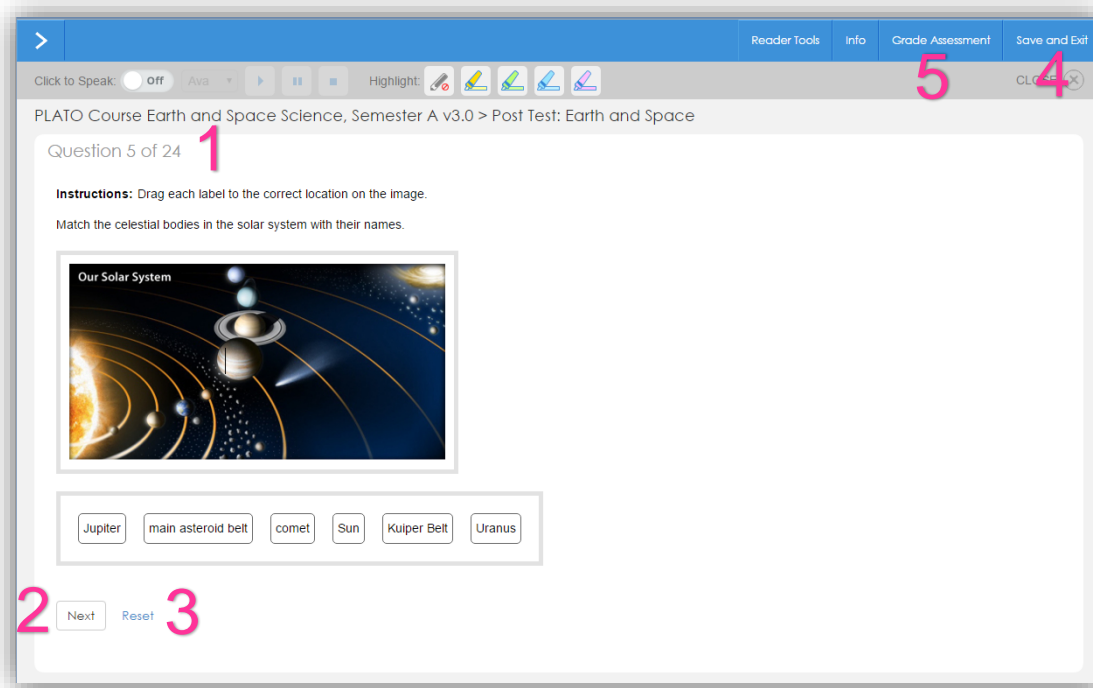 Reader Tools Info Grade Assessment Save and Exit
Click to Speak: Off Ava Highlight: 5 4
PLATO Course Earth and Space Science, Semester A v3.0 > Post Test: Earth and Space
Question 5 of 24 1
Instructions: Drag each label to the correct location on the image.
Match the celestial bodies in the solar system with their names.
Our Solar System
Jupiter main asteroid belt comet Sun Kuiper Belt Uranus
2 Next Reset 3